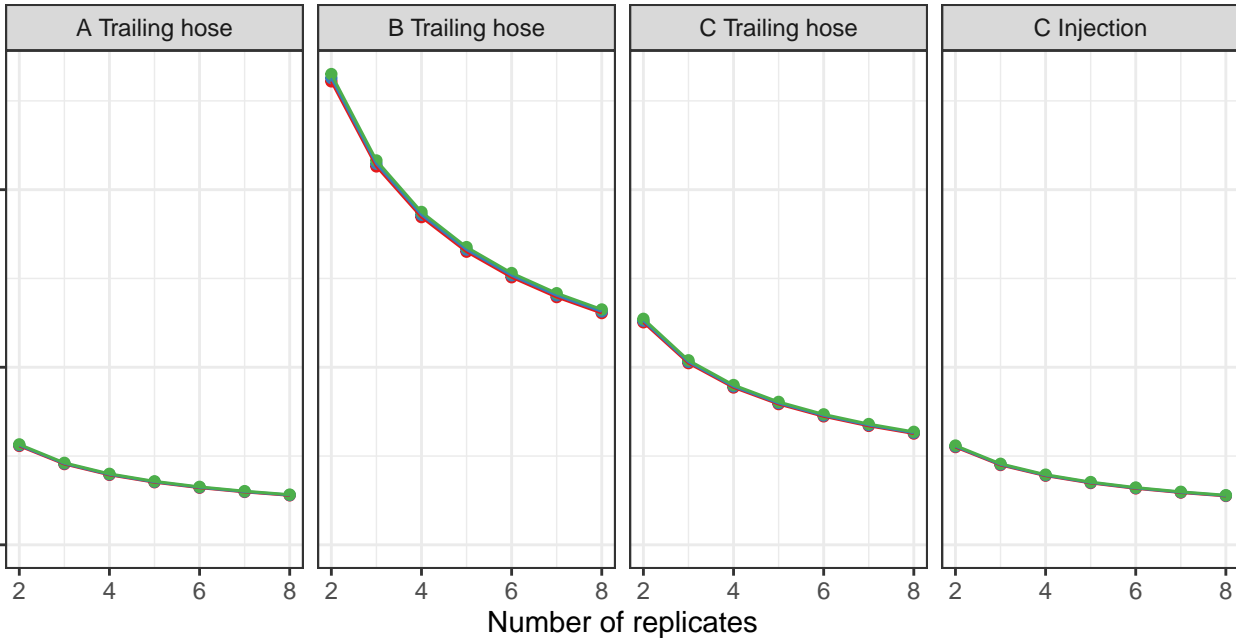 A Trailing hose B Trailing hose C Trailing hose C Injection
2 4 6 8 2 4 6 8 2 4 6 8 2 4 6 8
Number of replicates